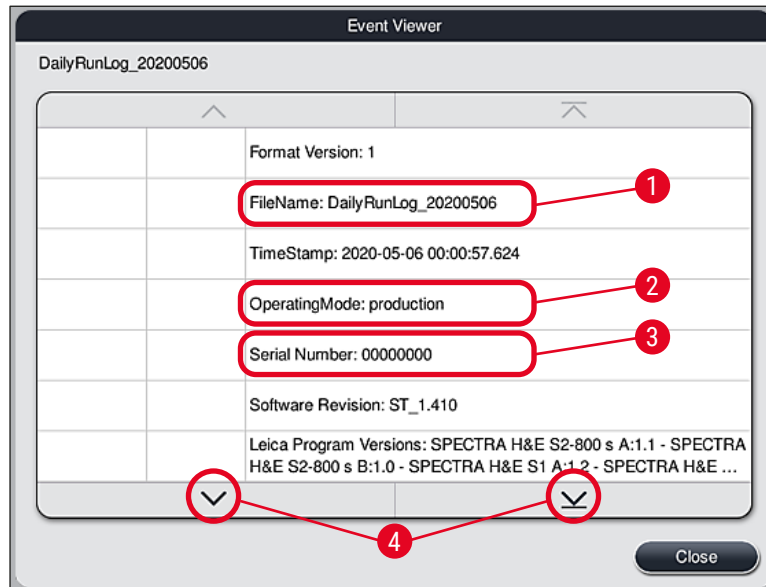 Event Viewer
DailyRunLog_20200506
Format Version: 1
FileName: DailyRunLog_20200506
1
TimeStamp: 2020-05-06 00:00:57.624
OperatingMode: production
2
Serial Number: 00000000
3
Software Revision: ST_1.410
Leica Program Versions: SPECTRA H&E S2-800 s A:1.1 - SPECTRA
H&E S2-800 s B:1.0 - SPECTRA H&E S1 A:1.2 - SPECTRA H&E ...
4
Close